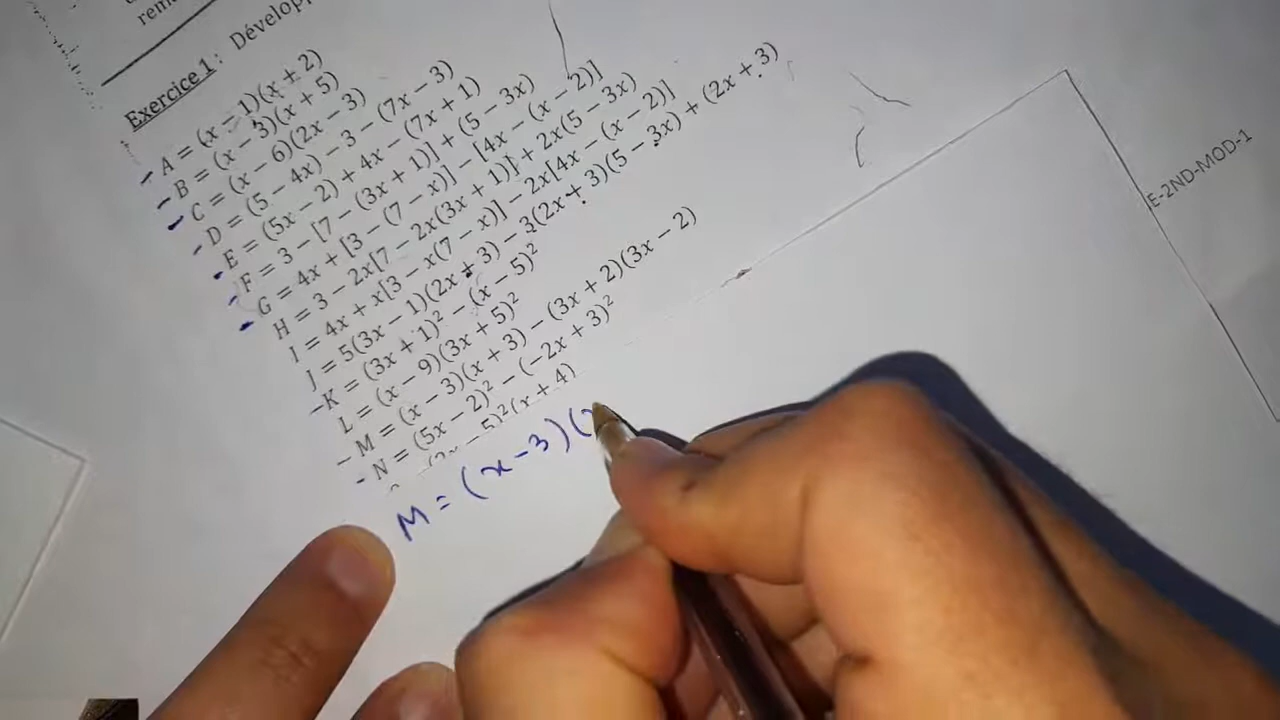 rem
Exercice 1 : Dévelop
A = (x − 1)(x + 2)
B = (x − 3)(x + 5)
C = (x − 6)(2x − 3)
D = (5 − 4x) − 3 − (7x − 3)
E = (5x − 2) + 4x − (7x + 1)
F = 3 − [7 − (3x + 1)] + (5 − 3x)
G = 4x + [3 − (7 − x)] − [4x − (x − 2)]
H = 3 − 2x[7 − 2x(3x + 1)] + 2x(5 − 3x)
I = 4x + x[3 − x(7 − x)] − 2x[4x − (x − 2)]
J = 5(3x − 1)(2x + 3) − 3(2x + 3)(5 − 3x) + (2x + 3)
K = (3x + 1)² − (x − 5)²
L = (x − 9)(3x + 5)²
M = (x − 3)(x + 3) − (3x + 2)(3x − 2)
N = (5x − 2)² − (−2x + 3)²
− 5)²(x + 4)
M = (x − 3)(
E-2ND-MOD-1